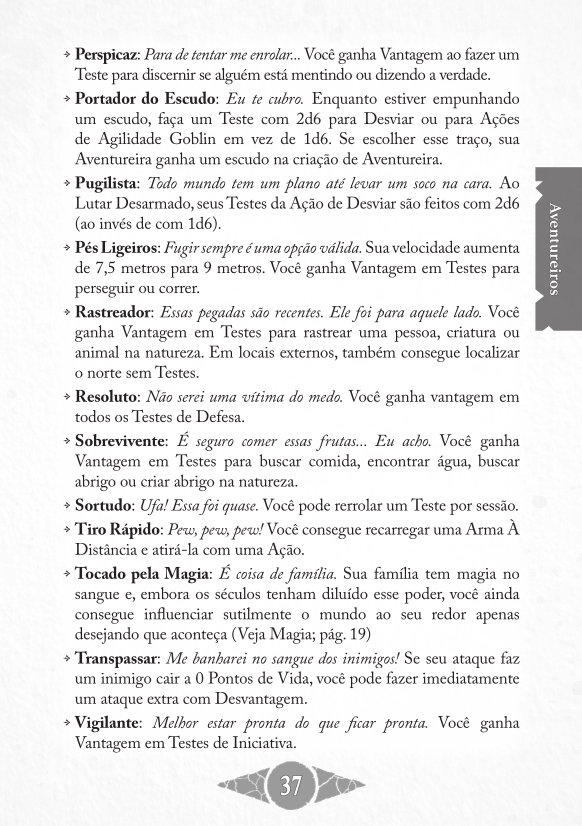 → Perspicaz: Para de tentar me enrolar... Você ganha Vantagem ao fazer um
Teste para discernir se alguém está mentindo ou dizendo a verdade.
→ Portador do Escudo: Eu te cubro. Enquanto estiver empunhando
um escudo, faça um Teste com 2d6 para Desviar ou para Ações
de Agilidade Goblin em vez de 1d6. Se escolher esse traço, sua
Aventureira ganha um escudo na criação de Aventureira.
→ Pugilista: Todo mundo tem um plano até levar um soco na cara. Ao
Lutar Desarmado, seus Testes da Ação de Desviar são feitos com 2d6
(ao invés de com 1d6).
→ Pés Ligeiros: Fugir sempre é uma opção válida. Sua velocidade aumenta
de 7,5 metros para 9 metros. Você ganha Vantagem em Testes para
perseguir ou correr.
→ Rastreador: Essas pegadas são recentes. Ele foi para aquele lado. Você
ganha Vantagem em Testes para rastrear uma pessoa, criatura ou
animal na natureza. Em locais externos, também consegue localizar
o norte sem Testes.
→ Resoluto: Não serei uma vítima do medo. Você ganha vantagem em
todos os Testes de Defesa.
→ Sobrevivente: É seguro comer essas frutas... Eu acho. Você ganha
Vantagem em Testes para buscar comida, encontrar água, buscar
abrigo ou criar abrigo na natureza.
→ Sortudo: Ufa! Essa foi quase. Você pode rerrolar um Teste por sessão.
→ Tiro Rápido: Pew, pew, pew! Você consegue recarregar uma Arma À
Distância e atirá-la com uma Ação.
→ Tocado pela Magia: É coisa de família. Sua família tem magia no
sangue e, embora os séculos tenham diluído esse poder, você ainda
consegue influenciar sutilmente o mundo ao seu redor apenas
desejando que aconteça (Veja Magia; pág. 19)
→ Transpassar: Me banharei no sangue dos inimigos! Se seu ataque faz
um inimigo cair a 0 Pontos de Vida, você pode fazer imediatamente
um ataque extra com Desvantagem.
→ Vigilante: Melhor estar pronta do que ficar pronta. Você ganha
Vantagem em Testes de Iniciativa.
Aventureiros
37